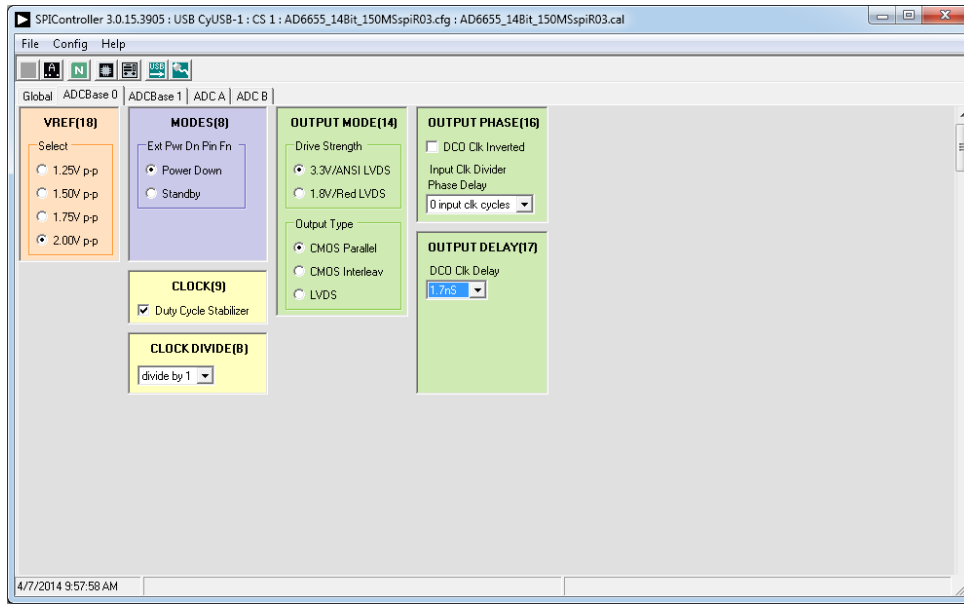 SPIController 3.0.15.3905 : USB CyUSB-1 : CS 1 : AD6655_14Bit_150MSspiR03.cfg : AD6655_14Bit_150MSspiR03.cal
File Config Help
N USB
Global ADCBase 0 ADCBase 1 ADC A ADC B
VREF(18)
Select
1.25V p-p
1.50V p-p
1.75V p-p
2.00V p-p
MODES(8)
Ext Pwr Dn Pin Fn
Power Down
Standby
CLOCK(9)
Duty Cycle Stabilizer
CLOCK DIVIDE(B)
divide by 1
OUTPUT MODE(14)
Drive Strength
3.3V/ANSI LVDS
1.8V/Red LVDS
Output Type
CMOS Parallel
CMOS Interleav
LVDS
OUTPUT PHASE(16)
DCO Clk Inverted
Input Clk Divider
Phase Delay
0 input clk cycles
OUTPUT DELAY(17)
DCO Clk Delay
1.7nS
4/7/2014 9:57:58 AM